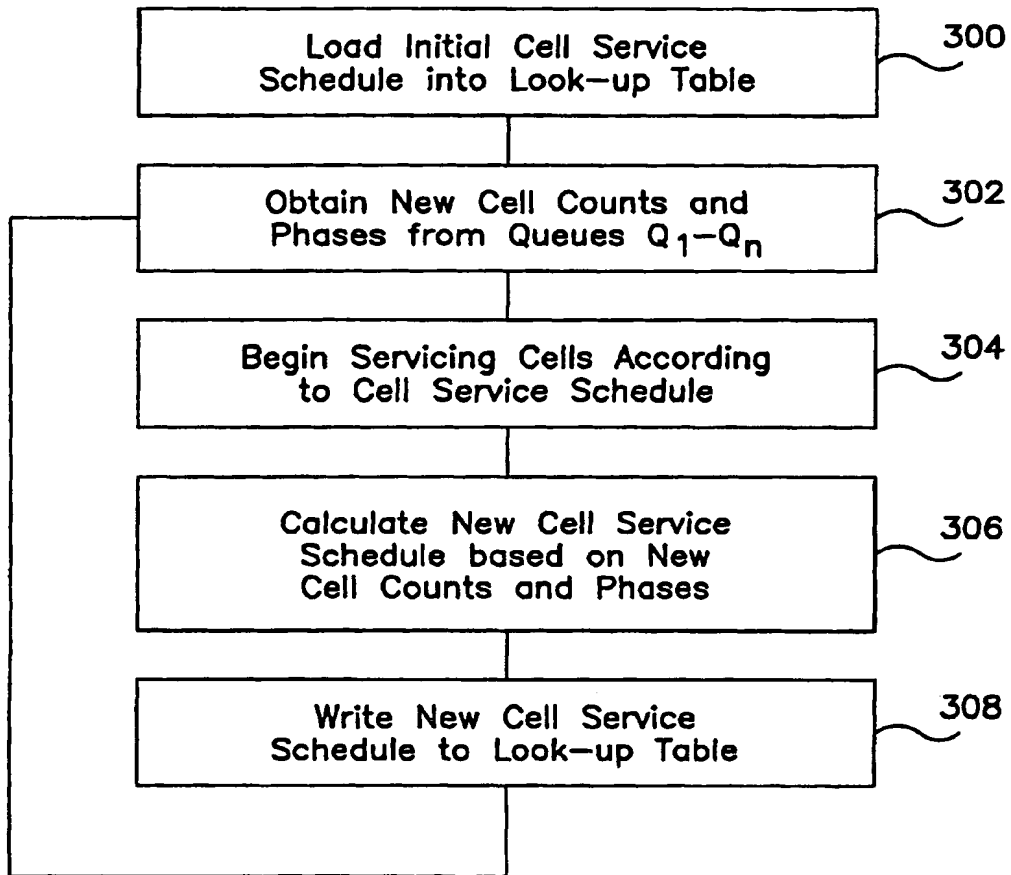 Load Initial Cell Service
Schedule into Look-up Table
300
Obtain New Cell Counts and
Phases from Queues Q1-Qn
302
Begin Servicing Cells According
to Cell Service Schedule
304
Calculate New Cell Service
Schedule based on New
Cell Counts and Phases
306
Write New Cell Service
Schedule to Look-up Table
308